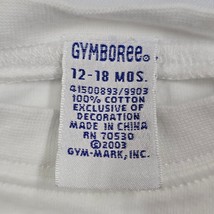 GYMBOREE®
12-18 MOS.
41500893/9903
100% COTTON
EXCLUSIVE OF
DECORATION
MADE IN CHINA
RN 70530
©2003
GYM-MARK, INC.